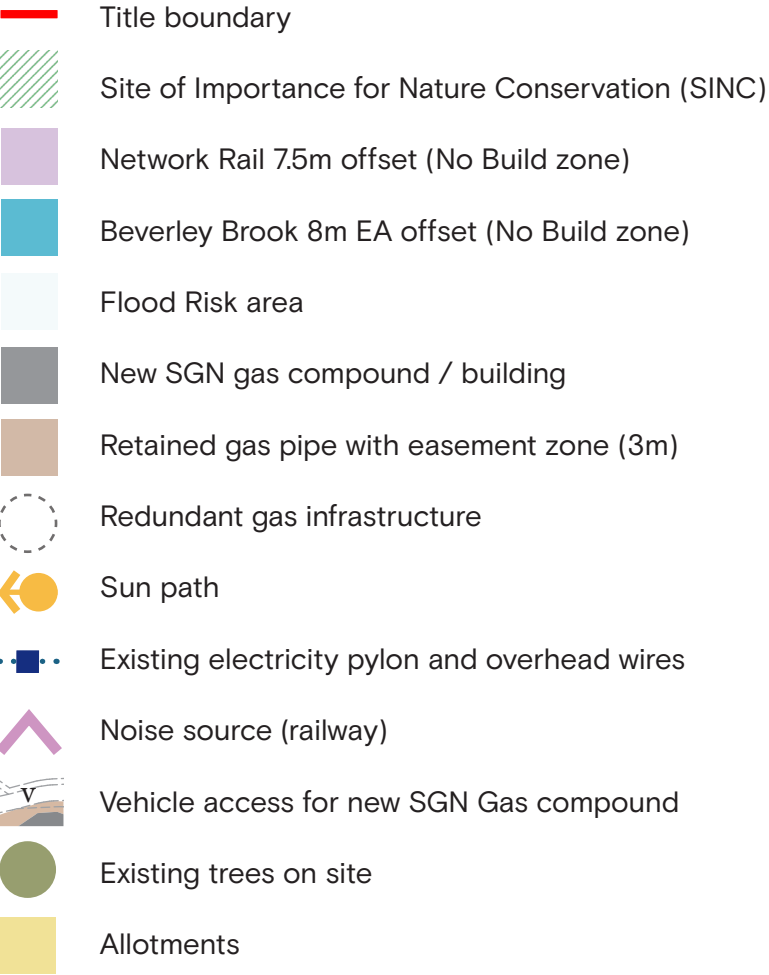 Title boundary
Site of Importance for Nature Conservation (SINC)
Network Rail 7.5m offset (No Build zone)
Beverley Brook 8m EA offset (No Build zone)
Flood Risk area
New SGN gas compound / building
Retained gas pipe with easement zone (3m)
Redundant gas infrastructure
Sun path
Existing electricity pylon and overhead wires
Noise source (railway)
V
Vehicle access for new SGN Gas compound
Existing trees on site
Allotments